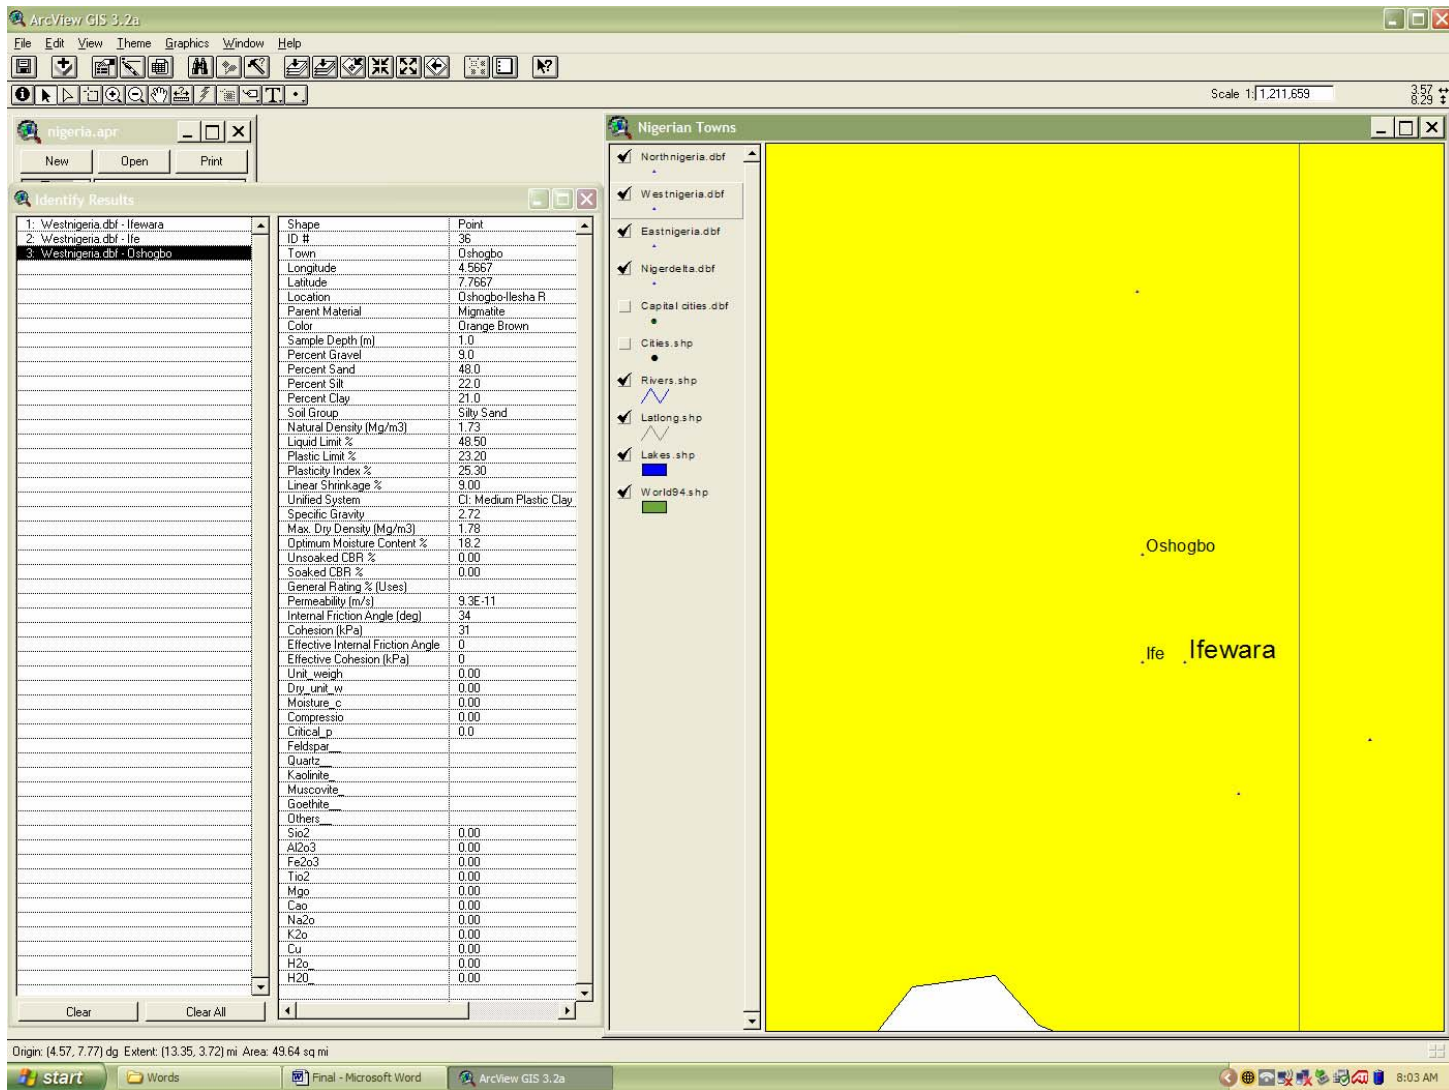 ArcView GIS 3.2a
File Edit View Theme Graphics Window Help
Scale 1: 1,211,659
3.57
8.29
nigeria.apr
New Open Print
Identify Results
1: Westnigeria.dbf - Ifewara
2: Westnigeria.dbf - Ife
3: Westnigeria.dbf - Oshogbo
Shape Point
ID # 36
Town Oshogbo
Longitude 4.5667
Latitude 7.7667
Location Oshogbo-Ilesha R
Parent Material Migmatite
Color Orange Brown
Sample Depth (m) 1.0
Percent Gravel 9.0
Percent Sand 48.0
Percent Silt 22.0
Percent Clay 21.0
Soil Group Silty Sand
Natural Density (Mg/m3) 1.73
Liquid Limit % 48.50
Plastic Limit % 23.20
Plasticity Index % 25.30
Linear Shrinkage % 9.00
Unified System CI: Medium Plastic Clay
Specific Gravity 2.72
Max. Dry Density (Mg/m3) 1.78
Optimum Moisture Content % 18.2
Unsoaked CBR % 0.00
Soaked CBR % 0.00
General Rating % (Uses)
Permeability (m/s) 9.3E-11
Internal Friction Angle (deg) 34
Cohesion (kPa) 31
Effective Internal Friction Angle 0
Effective Cohesion (kPa) 0
Unit_weigh 0.00
Dry_unit_w 0.00
Moisture_c 0.00
Compressio 0.00
Critical_p 0.0
Feldspar__
Quartz__
Kaolinite_
Muscovite_
Goethite__
Others__
Sio2 0.00
Al2o3 0.00
Fe2o3 0.00
Tio2 0.00
Mgo 0.00
Cao 0.00
Na2o 0.00
K2o 0.00
Cu 0.00
H2o_ 0.00
H20_ 0.00
Clear Clear All
Nigerian Towns
Northnigeria.dbf
Westnigeria.dbf
Eastnigeria.dbf
Nigerdelta.dbf
Capital cities.dbf
Cities.shp
Rivers.shp
Latlong.shp
Lakes.shp
World94.shp
Oshogbo
Ife Ifewara
Origin: (4.57, 7.77) dg Extent: (13.35, 3.72) mi Area: 49.64 sq mi
start Words Final - Microsoft Word ArcView GIS 3.2a 8:03 AM